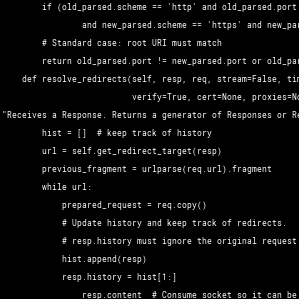 if (old_parsed.scheme == 'http' and old_parsed.port
and new_parsed.scheme == 'https' and new_par
# Standard case: root URI must match
return old_parsed.port != new_parsed.port or old_par
def resolve_redirects(self, resp, req, stream=False, tim
verify=True, cert=None, proxies=No
"Receives a Response. Returns a generator of Responses or Re
hist = []  # keep track of history
url = self.get_redirect_target(resp)
previous_fragment = urlparse(req.url).fragment
while url:
prepared_request = req.copy()
# Update history and keep track of redirects.
# resp.history must ignore the original request
hist.append(resp)
resp.history = hist[1:]
resp.content  # Consume socket so it can be